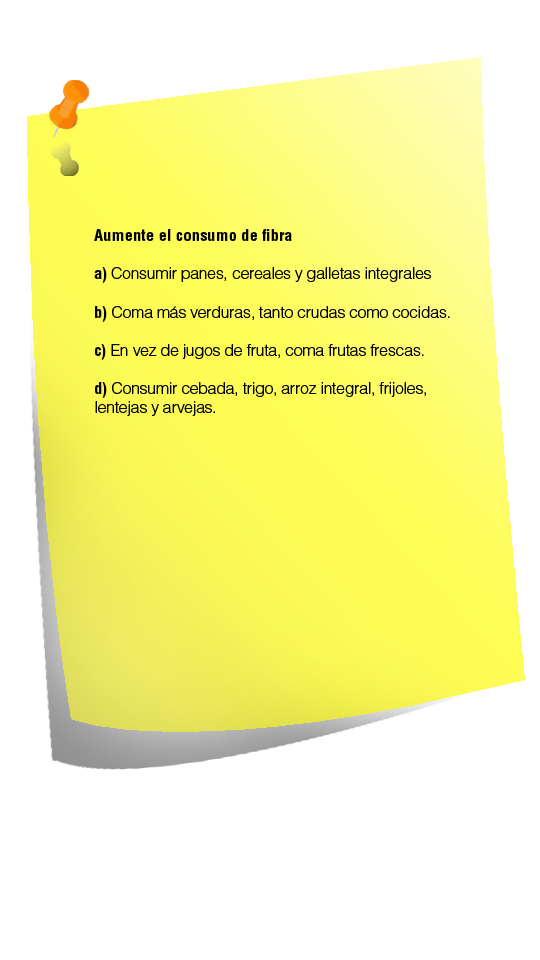 Aumente el consumo de fibra
a) Consumir panes, cereales y galletas integrales
b) Coma más verduras, tanto crudas como cocidas.
c) En vez de jugos de fruta, coma frutas frescas.
d) Consumir cebada, trigo, arroz integral, frijoles,
lentejas y arvejas.